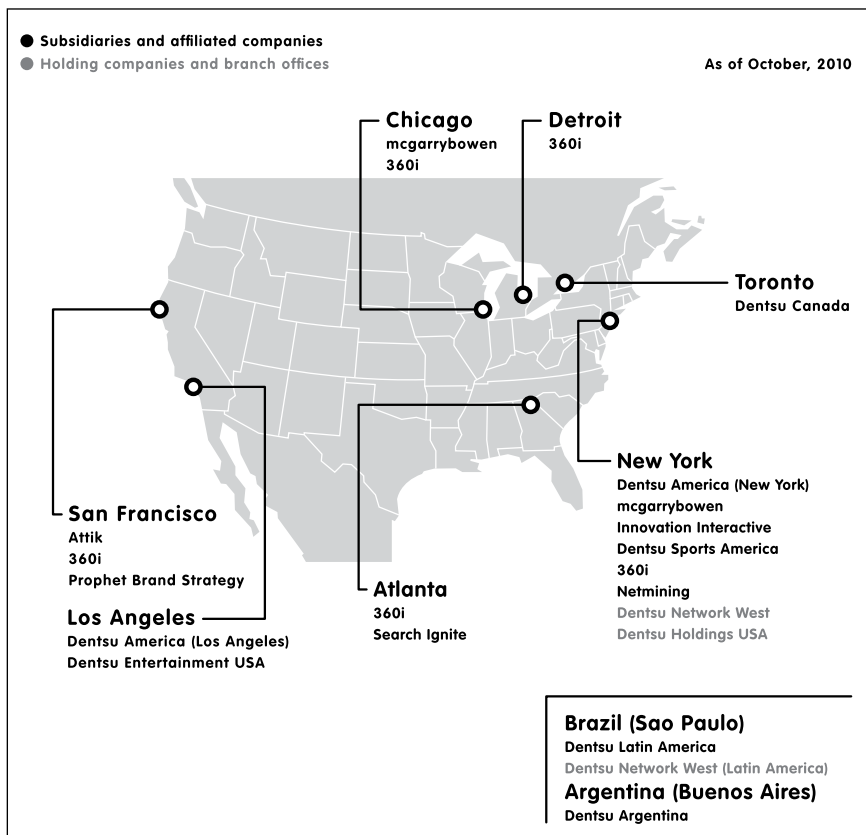 Subsidiaries and affiliated companies
Holding companies and branch offices
As of October, 2010
Chicago
mcgarrybowen
360i
Detroit
360i
Toronto
Dentsu Canada
New York
Dentsu America (New York)
mcgarrybowen
Innovation Interactive
Dentsu Sports America
360i
Netmining
Dentsu Network West
Dentsu Holdings USA
San Francisco
Attik
360i
Prophet Brand Strategy
Los Angeles
Dentsu America (Los Angeles)
Dentsu Entertainment USA
Atlanta
360i
Search Ignite
Brazil (Sao Paulo)
Dentsu Latin America
Dentsu Network West (Latin America)
Argentina (Buenos Aires)
Dentsu Argentina